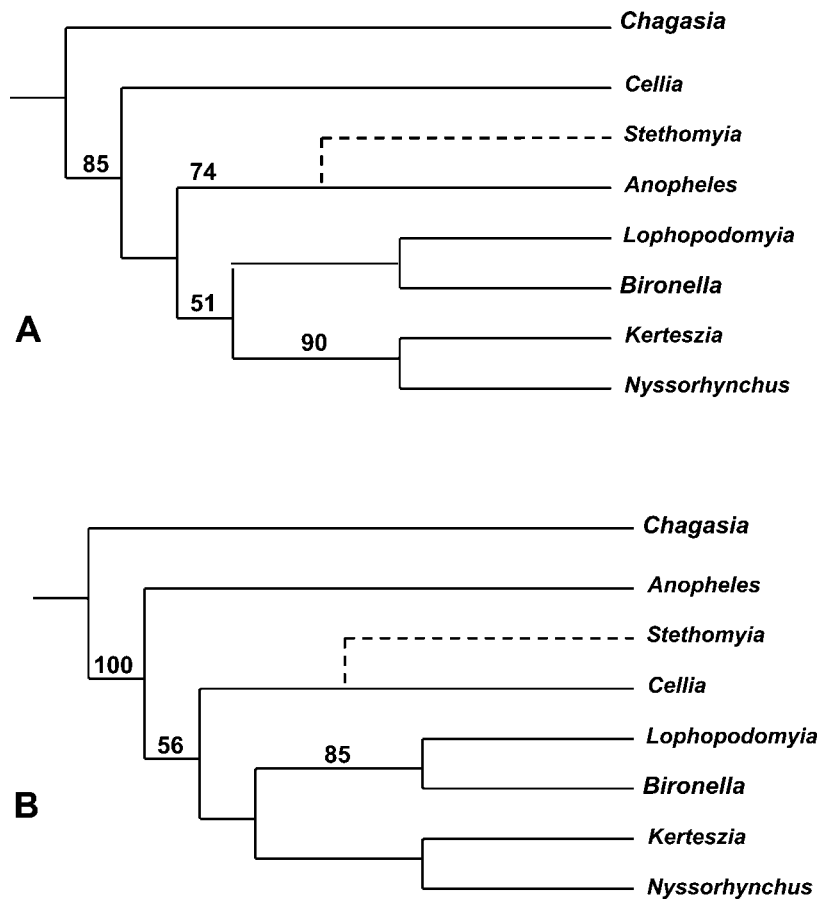 Chagasia
Cellia
Stethomyia
85
74
Anopheles
Lophopodomyia
51
Bironella
A
90
Kerteszia
Nyssorhynchus
Chagasia
Anopheles
Stethomyia
100
Cellia
56
85
Lophopodomyia
Bironella
B
Kerteszia
Nyssorhynchus